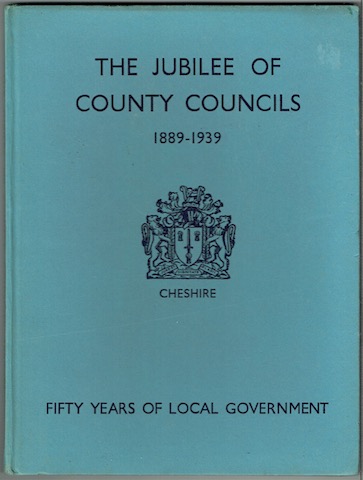 THE JUBILEE OF
COUNTY COUNCILS
1889-1939
CHESHIRE
FIFTY YEARS OF LOCAL GOVERNMENT